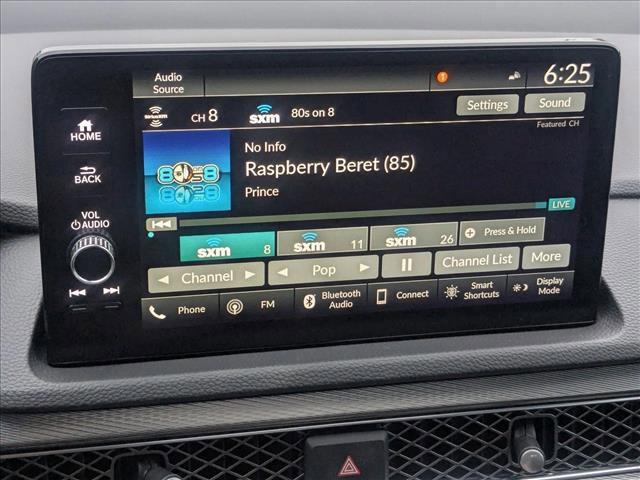 Audio
Source
1
6:25
HOME
BACK
VOL
AUDIO
SiriusXM
CH 8
sxm
80s on 8
Settings
Sound
Featured CH
No Info
Raspberry Beret (85)
Prince
LIVE
sxm 8
sxm 11
sxm 26
Press & Hold
Channel
Pop
Channel List
More
Phone
FM
Bluetooth
Audio
Connect
Smart
Shortcuts
Display
Mode